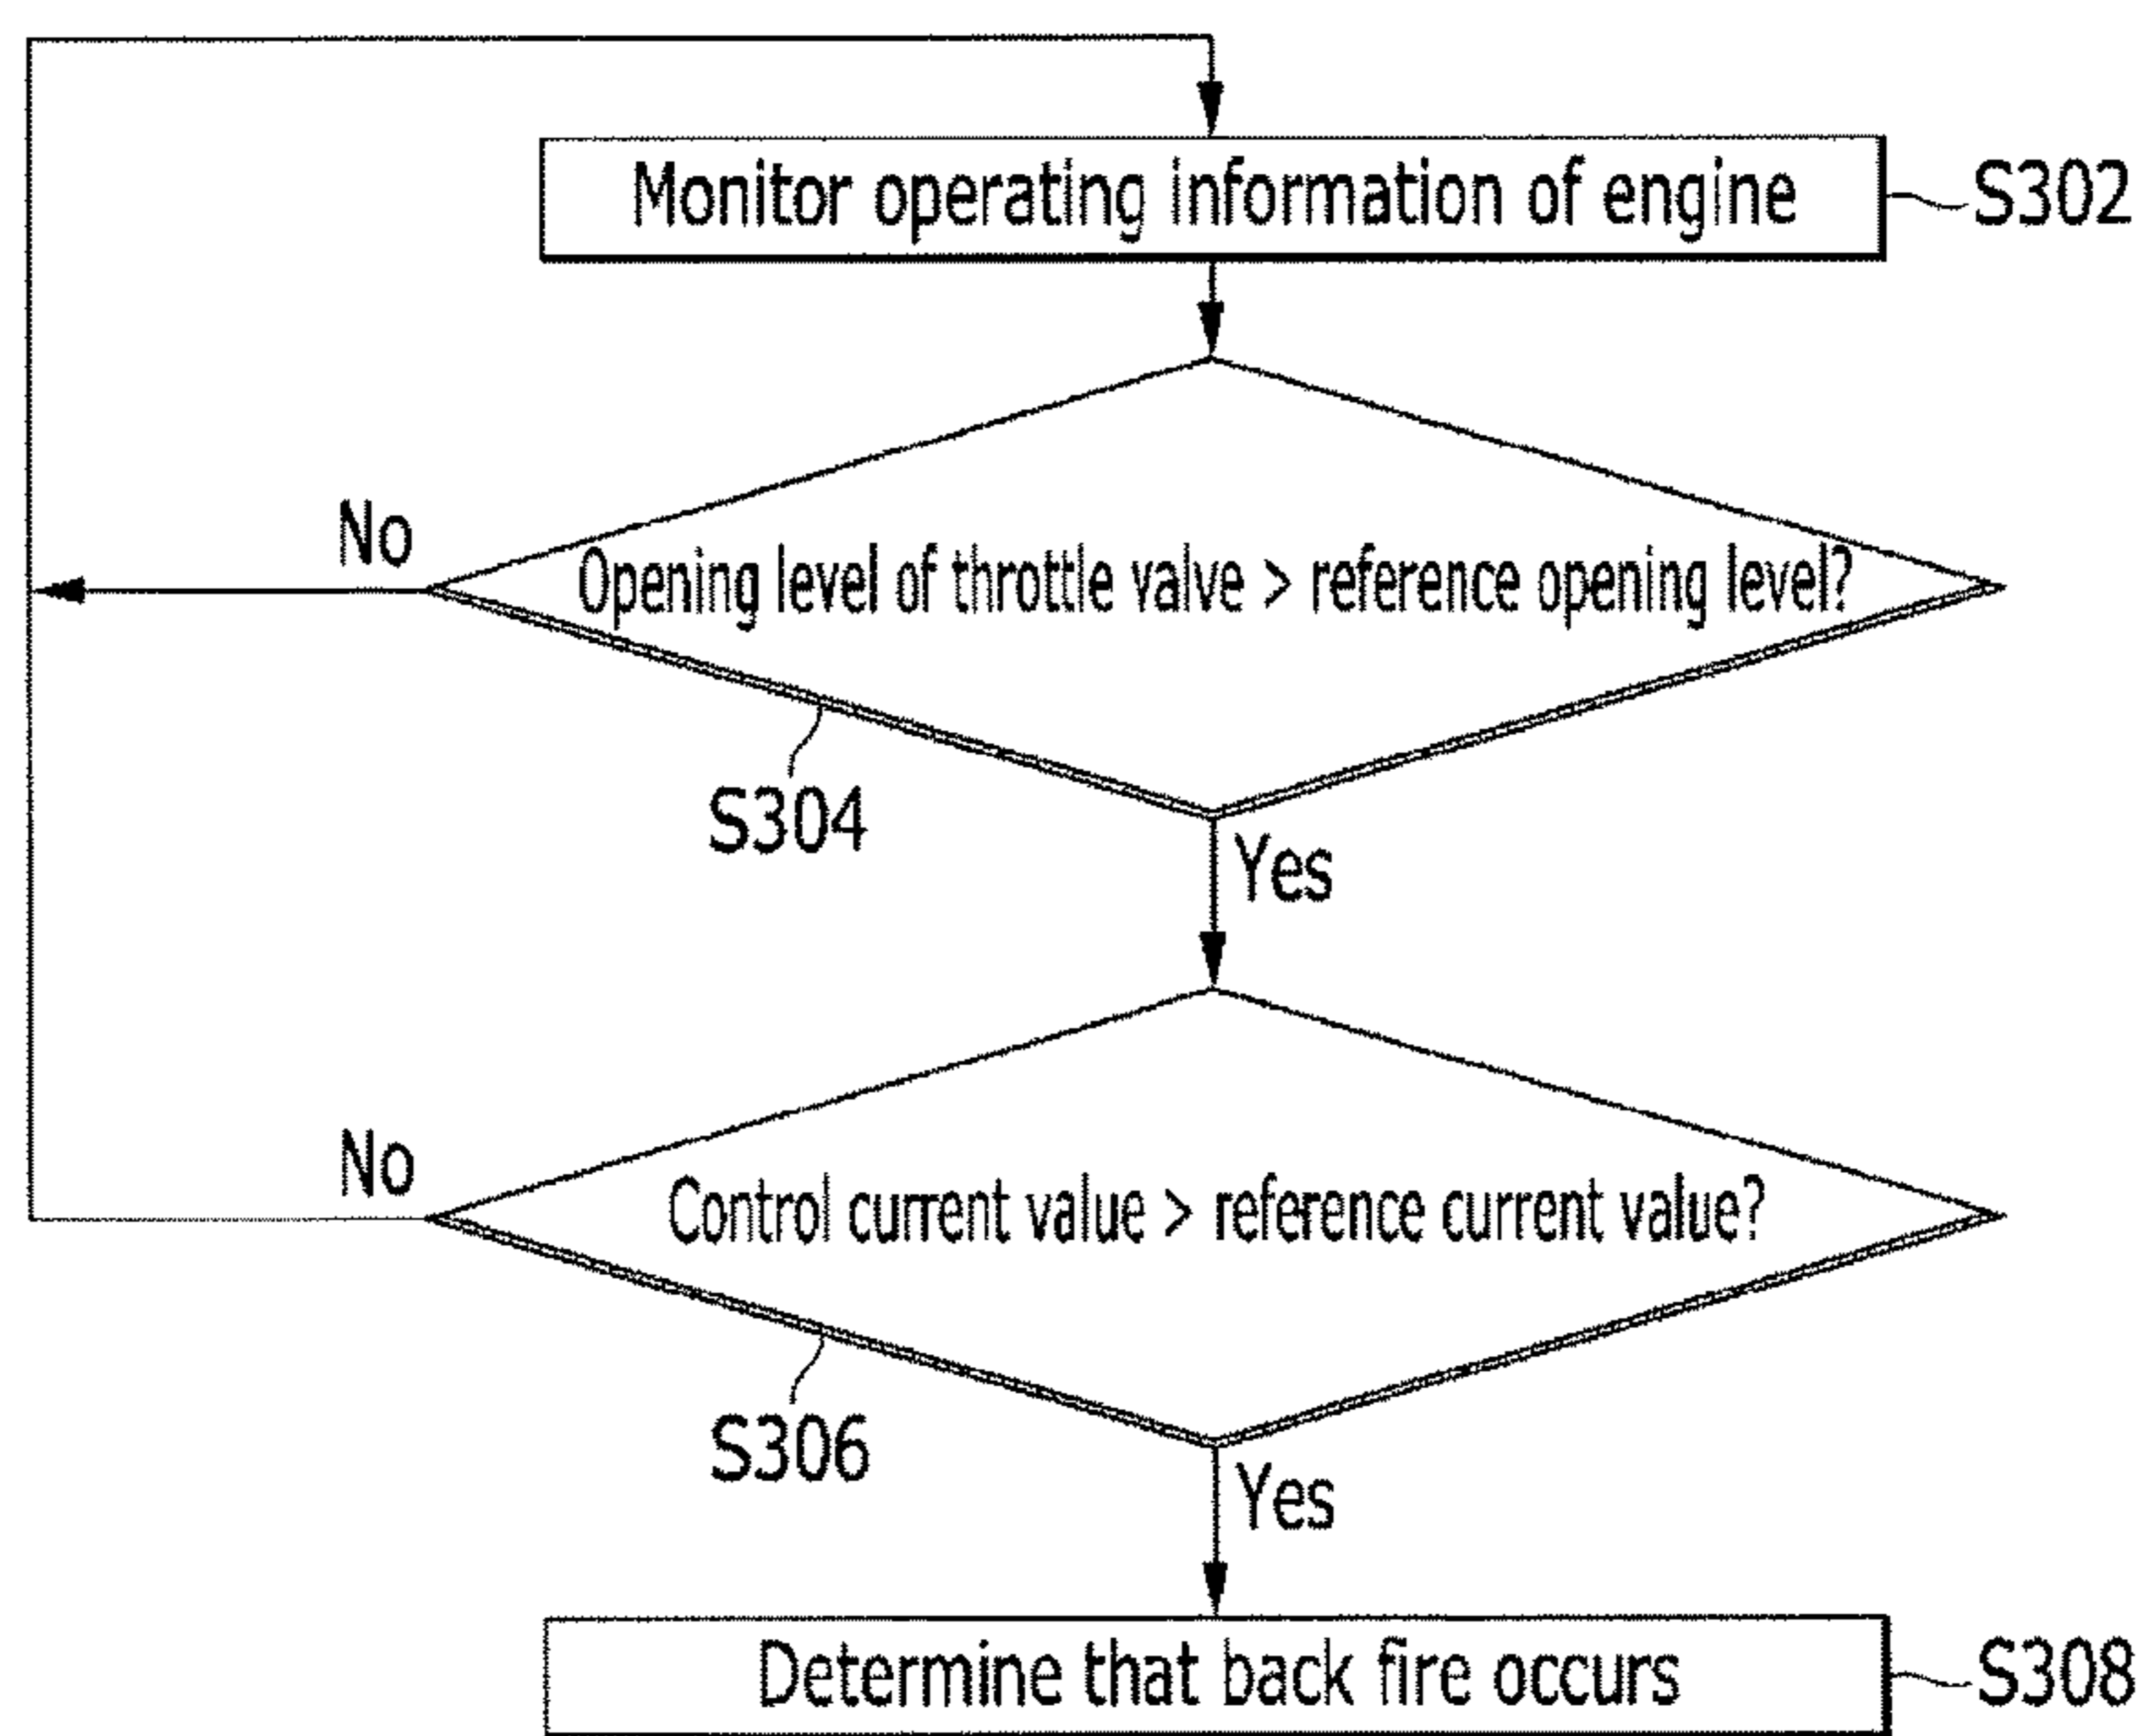 Monitor operating information of engine
S302
No
Opening level of throttle valve > reference opening level?
S304
Yes
No
Control current value > reference current value?
S306
Yes
Determine that back fire occurs
S308